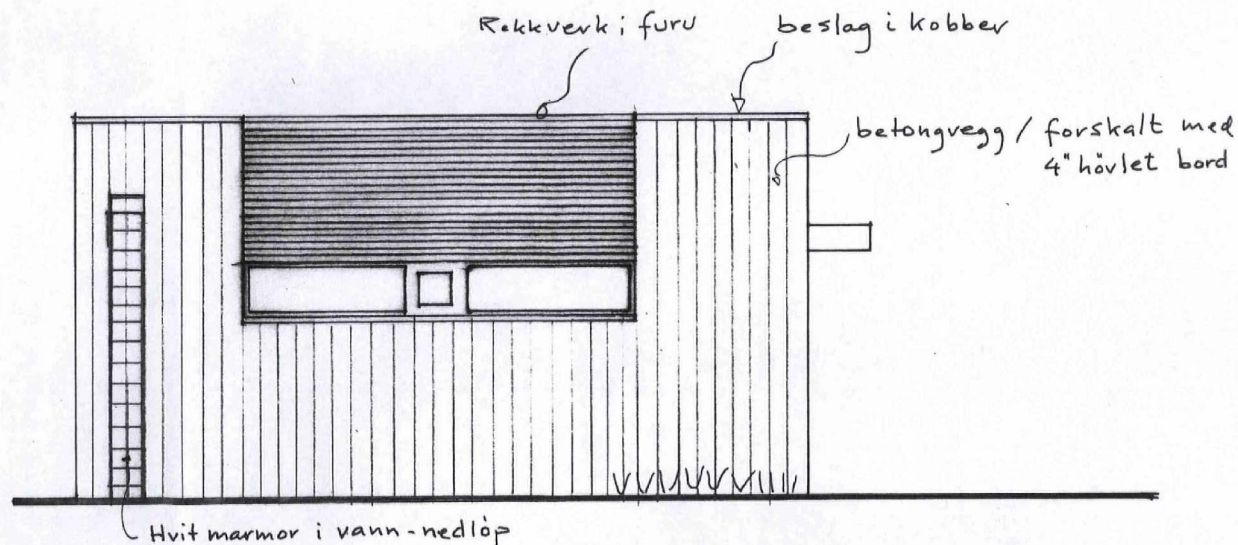 Rekkverk i furu
beslag i kobber
betongvegg / forskalt med
4" hövlet bord
Hvit marmor i vann-nedlöp